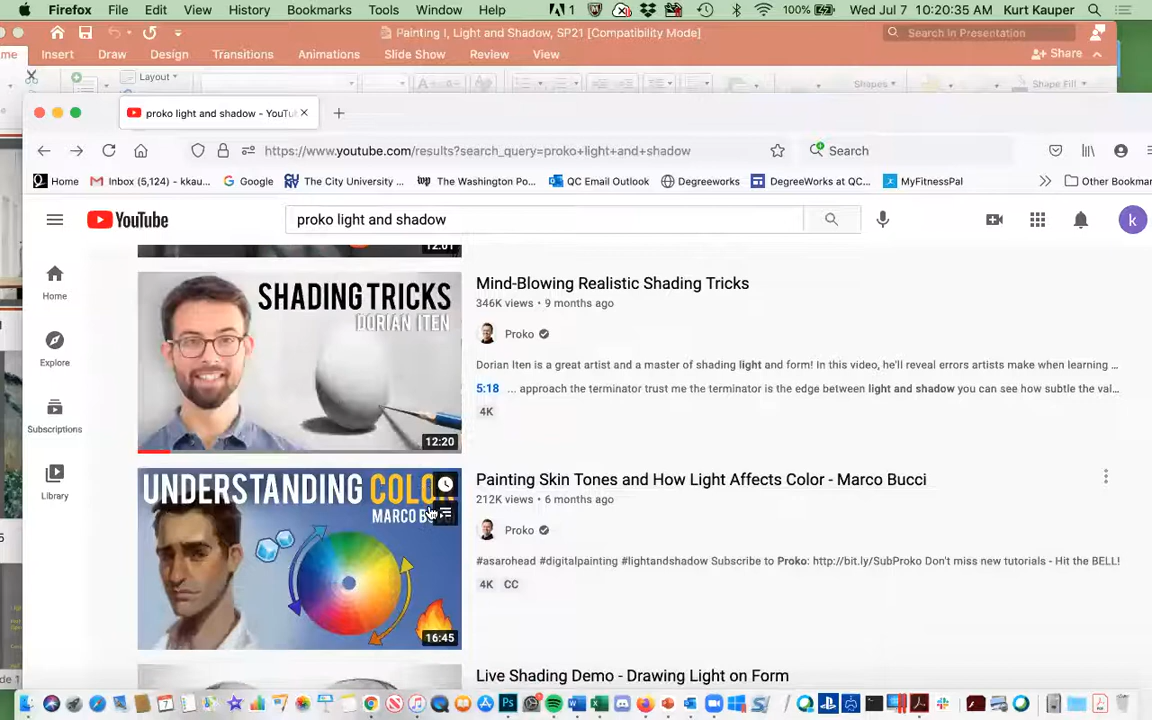 Firefox File Edit View History Bookmarks Tools Window Help 1 100% Wed Jul 7 10:20:35 AM Kurt Kauper
Painting I, Light and Shadow, SP21 [Compatibility Mode] Search in Presentation
Insert Draw Design Transitions Animations Slide Show Review View Share
Layout Shapes Shape Fill
proko light and shadow - YouTu
https://www.youtube.com/results?search_query=proko+light+and+shadow Search
Home Inbox (5,124) - kkau... Google The City University ... The Washington Po... QC Email Outlook Degreeworks DegreeWorks at QC... MyFitnessPal Other Bookmar
YouTube proko light and shadow k
12:01
Home
Explore
Subscriptions
Library
SHADING TRICKS
DORIAN ITEN
12:20
Mind-Blowing Realistic Shading Tricks
346K views • 9 months ago
Proko
Dorian Iten is a great artist and a master of shading light and form! In this video, he'll reveal errors artists make when learning ...
5:18 ... approach the terminator trust me the terminator is the edge between light and shadow you can see how subtle the val...
4K
UNDERSTANDING COLO
MARCO B
16:45
Painting Skin Tones and How Light Affects Color - Marco Bucci
212K views • 6 months ago
Proko
#asarohead #digitalpainting #lightandshadow Subscribe to Proko: http://bit.ly/SubProko Don't miss new tutorials - Hit the BELL!
4K CC
Live Shading Demo - Drawing Light on Form